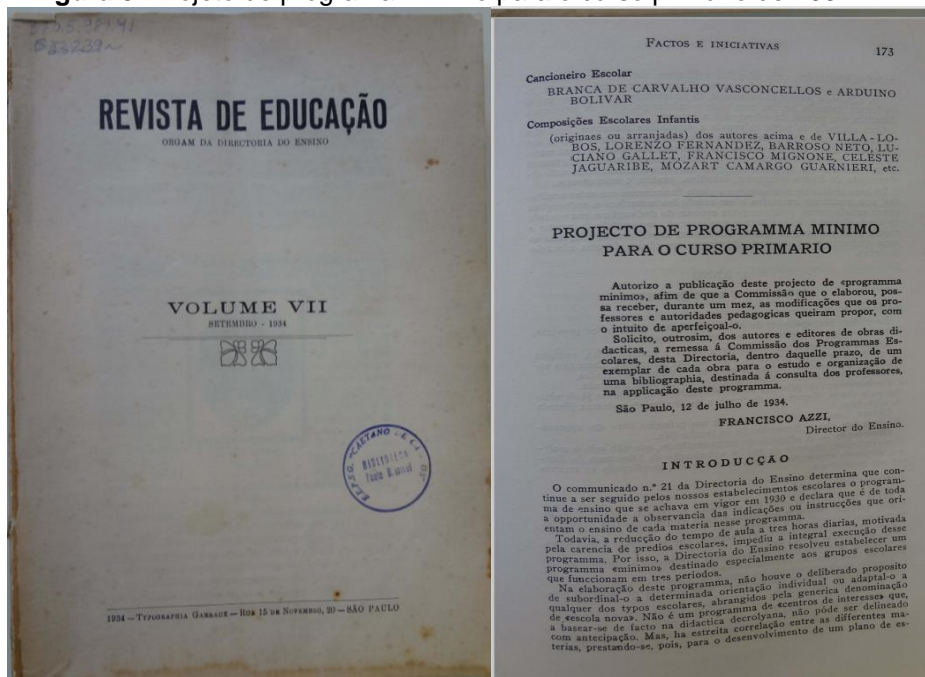 REVISTA DE EDUCAÇÃO
ORGAM DA DIRECTORIA DO ENSINO
VOLUME VII
SETEMBRO - 1934
1934 — TYPOGRAPHIA GARRAUX — RUA 15 DE NOVEMBRO, 20 — SÃO PAULO
FACTOS E INICIATIVAS
173
Cancioneiro Escolar
BRANCA DE CARVALHO VASCONCELLOS e ARDUINO
BOLIVAR
Composições Escolares Infantis
(originaes ou arranjadas) dos autores acima e de VILLA-LO-
BOS, LORENZO FERNANDEZ, BARROSO NETO, LU-
CIANO GALLET, FRANCISCO MIGNONE, CELESTE
JAGUARIBE, MOZART CAMARGO GUARNIERI, etc.
PROJECTO DE PROGRAMMA MINIMO
PARA O CURSO PRIMARIO
Autorizo a publicação deste projecto de «programma
minimo», afim de que a Commissão que o elaborou, pos-
sa receber, durante um mez, as modificações que os pro-
fessores e autoridades pedagogicas queiram propor, com
o intuito de aperfeiçoal-o.
Solicito, outrosim, dos autores e editores de obras di-
dacticas, a remessa á Commissão dos Programmas Es-
colares, desta Directoria, dentro daquelle prazo, de um
exemplar de cada obra para o estudo e organização de
uma bibliographia, destinada á consulta dos professores,
na applicação deste programma.
São Paulo, 12 de julho de 1934.
FRANCISCO AZZI,
Director do Ensino.
INTRODUCÇÃO
O communicado n.º 21 da Directoria do Ensino determina que con-
tinue a ser seguido pelos nossos estabelecimentos escolares o program-
ma de ensino que se achava em vigor em 1930 e declara que é de toda
a opportunidade a observancia das indicações ou instrucções que ori-
entam o ensino de cada materia nesse programma.
Todavia, a reducção do tempo de aula a tres horas diarias, motivada
pela carencia de predios escolares, impediu a integral execução desse
programma. Por isso, a Directoria do Ensino resolveu estabelecer um
programma «minimo» destinado especialmente aos grupos escolares
que funccionam em tres periodos.
Na elaboração deste programma, não houve o deliberado proposito
de subordinal-o a determinada orientação individual ou adaptal-o a
qualquer dos typos escolares, abrangidos pela generica denominação
de «escola nova». Não é um programma de «centros de interesse» que,
a basear-se de facto na didactica decrolyana, não póde ser delineado
com antecipação. Mas, ha estreita correlação entre as differentes ma-
terias, prestando-se, pois, para o desenvolvimento de um plano de es-